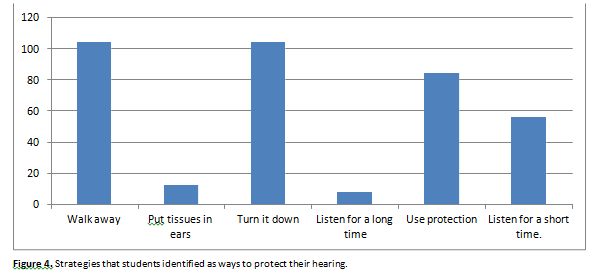 120
100
80
60
40
20
0
Walk away Put tissues in Turn it down Listen for a long Use protection Listen for a short
ears time time.
Figure 4. Strategies that students identified as ways to protect their hearing.